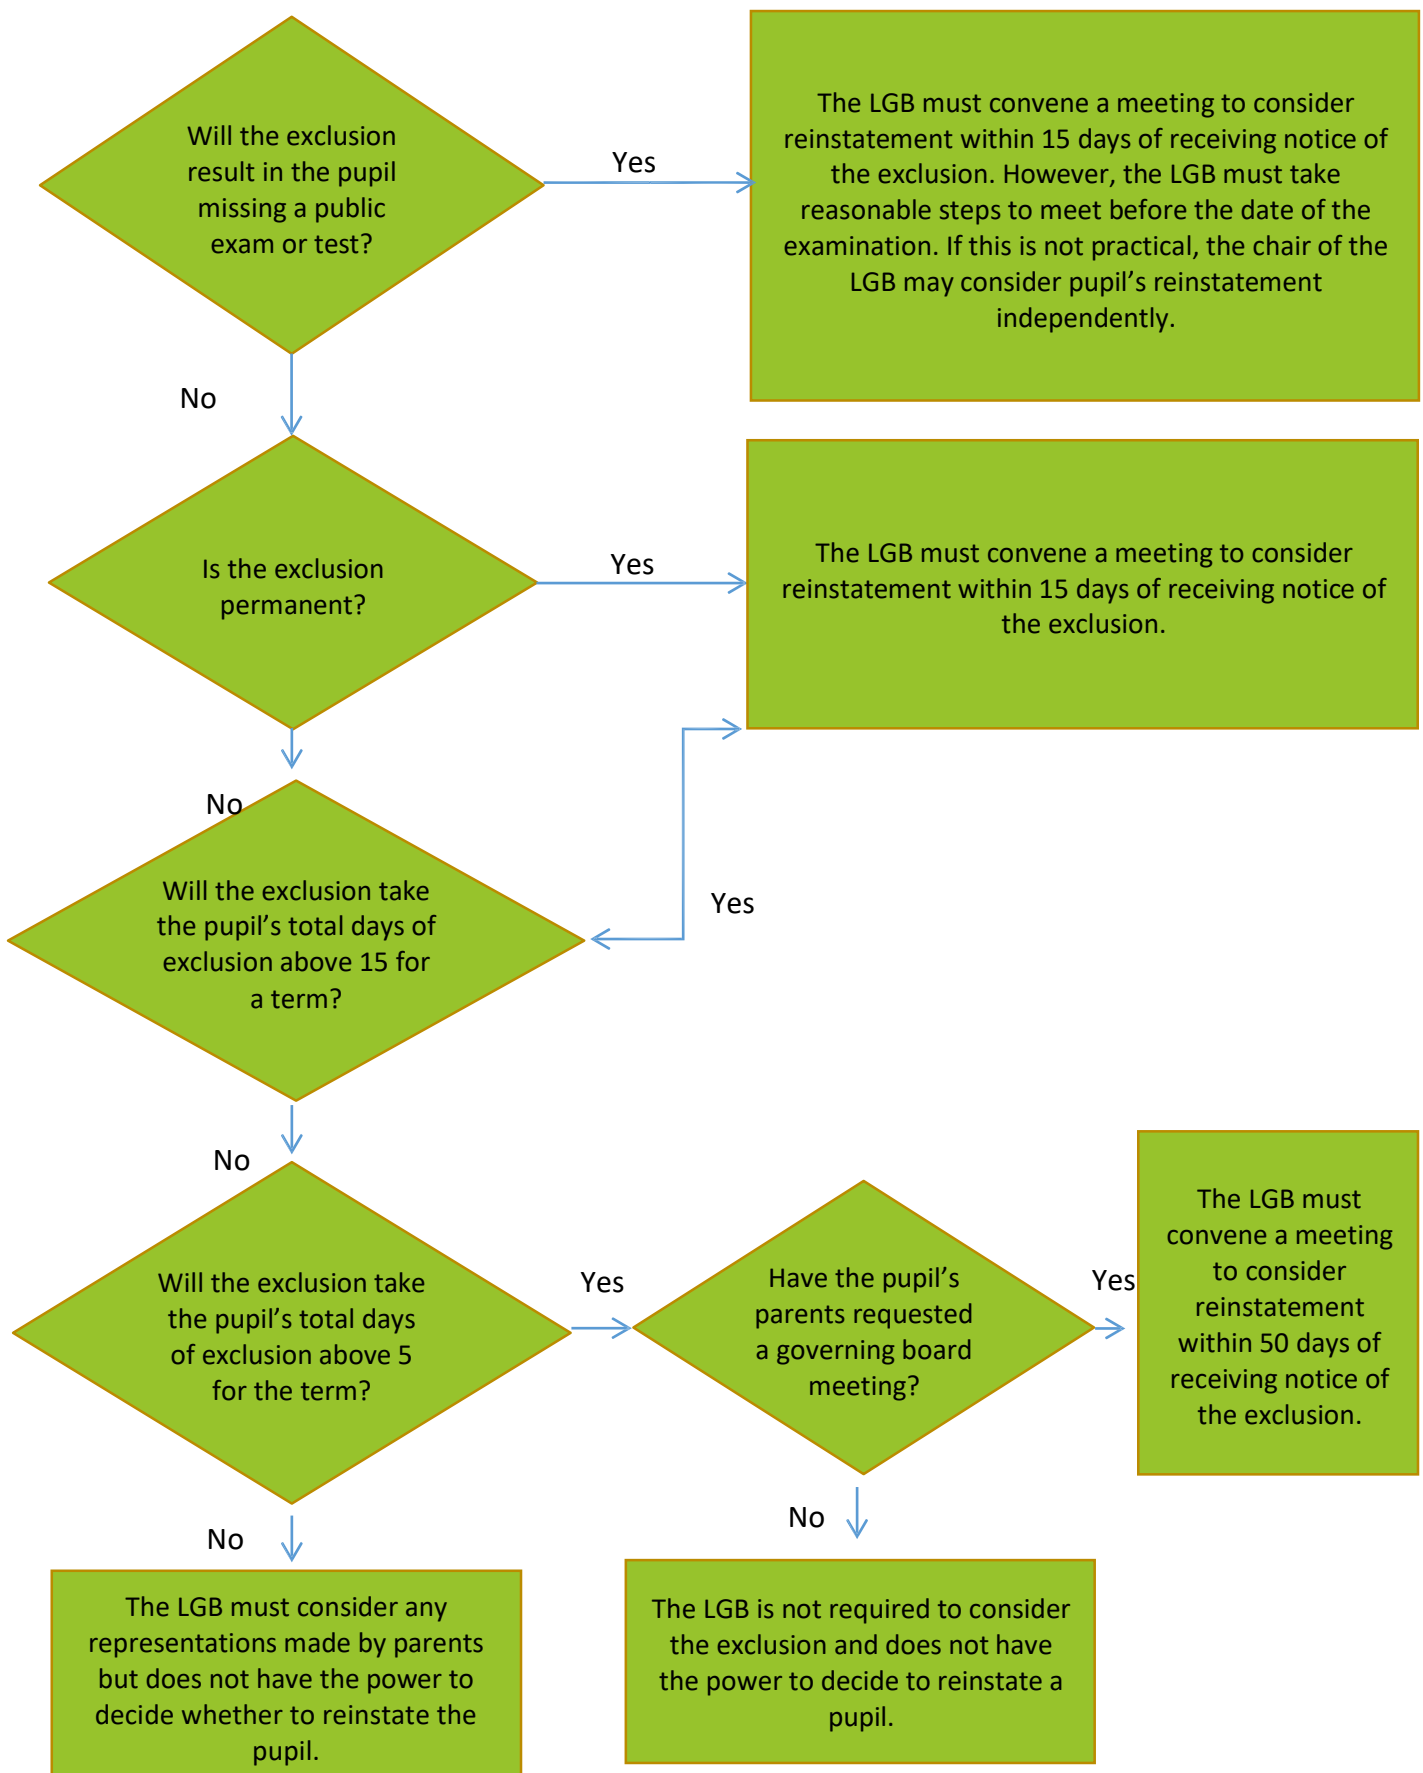 Will the exclusion
result in the pupil
missing a public
exam or test?
Yes
The LGB must convene a meeting to consider
reinstatement within 15 days of receiving notice of
the exclusion. However, the LGB must take
reasonable steps to meet before the date of the
examination. If this is not practical, the chair of the
LGB may consider pupil’s reinstatement
independently.
No
Is the exclusion
permanent?
Yes
The LGB must convene a meeting to consider
reinstatement within 15 days of receiving notice of
the exclusion.
No
Will the exclusion take
the pupil’s total days of
exclusion above 15 for
a term?
Yes
No
Will the exclusion take
the pupil’s total days
of exclusion above 5
for the term?
Yes
Have the pupil’s
parents requested
a governing board
meeting?
Yes
The LGB must
convene a meeting
to consider
reinstatement
within 50 days of
receiving notice of
the exclusion.
No
The LGB must consider any
representations made by parents
but does not have the power to
decide whether to reinstate the
pupil.
No
The LGB is not required to consider
the exclusion and does not have
the power to decide to reinstate a
pupil.